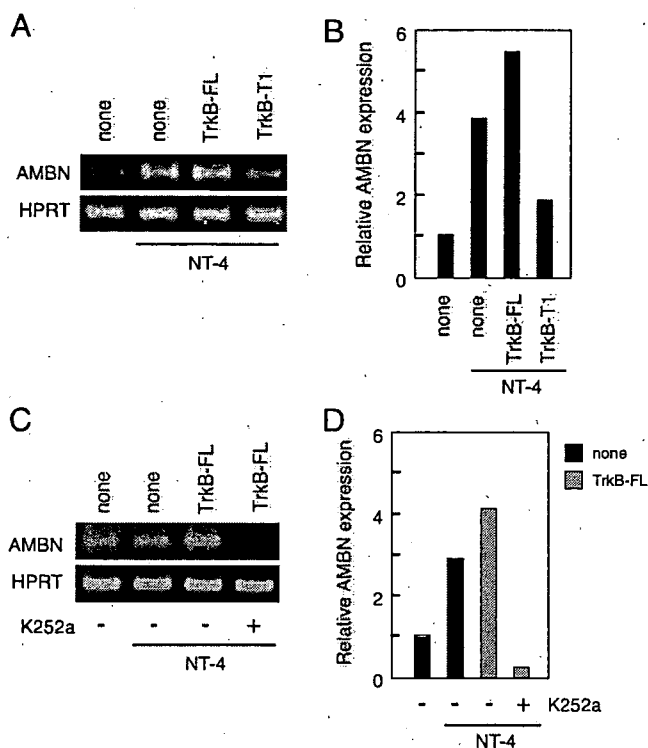 A
none
none
TrkB-FL
TrkB-T1
AMBN
HPRT
NT-4
B
Relative AMBN expression
6
4
2
0
none
none
TrkB-FL
TrkB-T1
NT-4
C
none
none
TrkB-FL
TrkB-FL
AMBN
HPRT
K252a - - - +
NT-4
D
Relative AMBN expression
6
4
2
0
none
TrkB-FL
- - - + K252a
NT-4